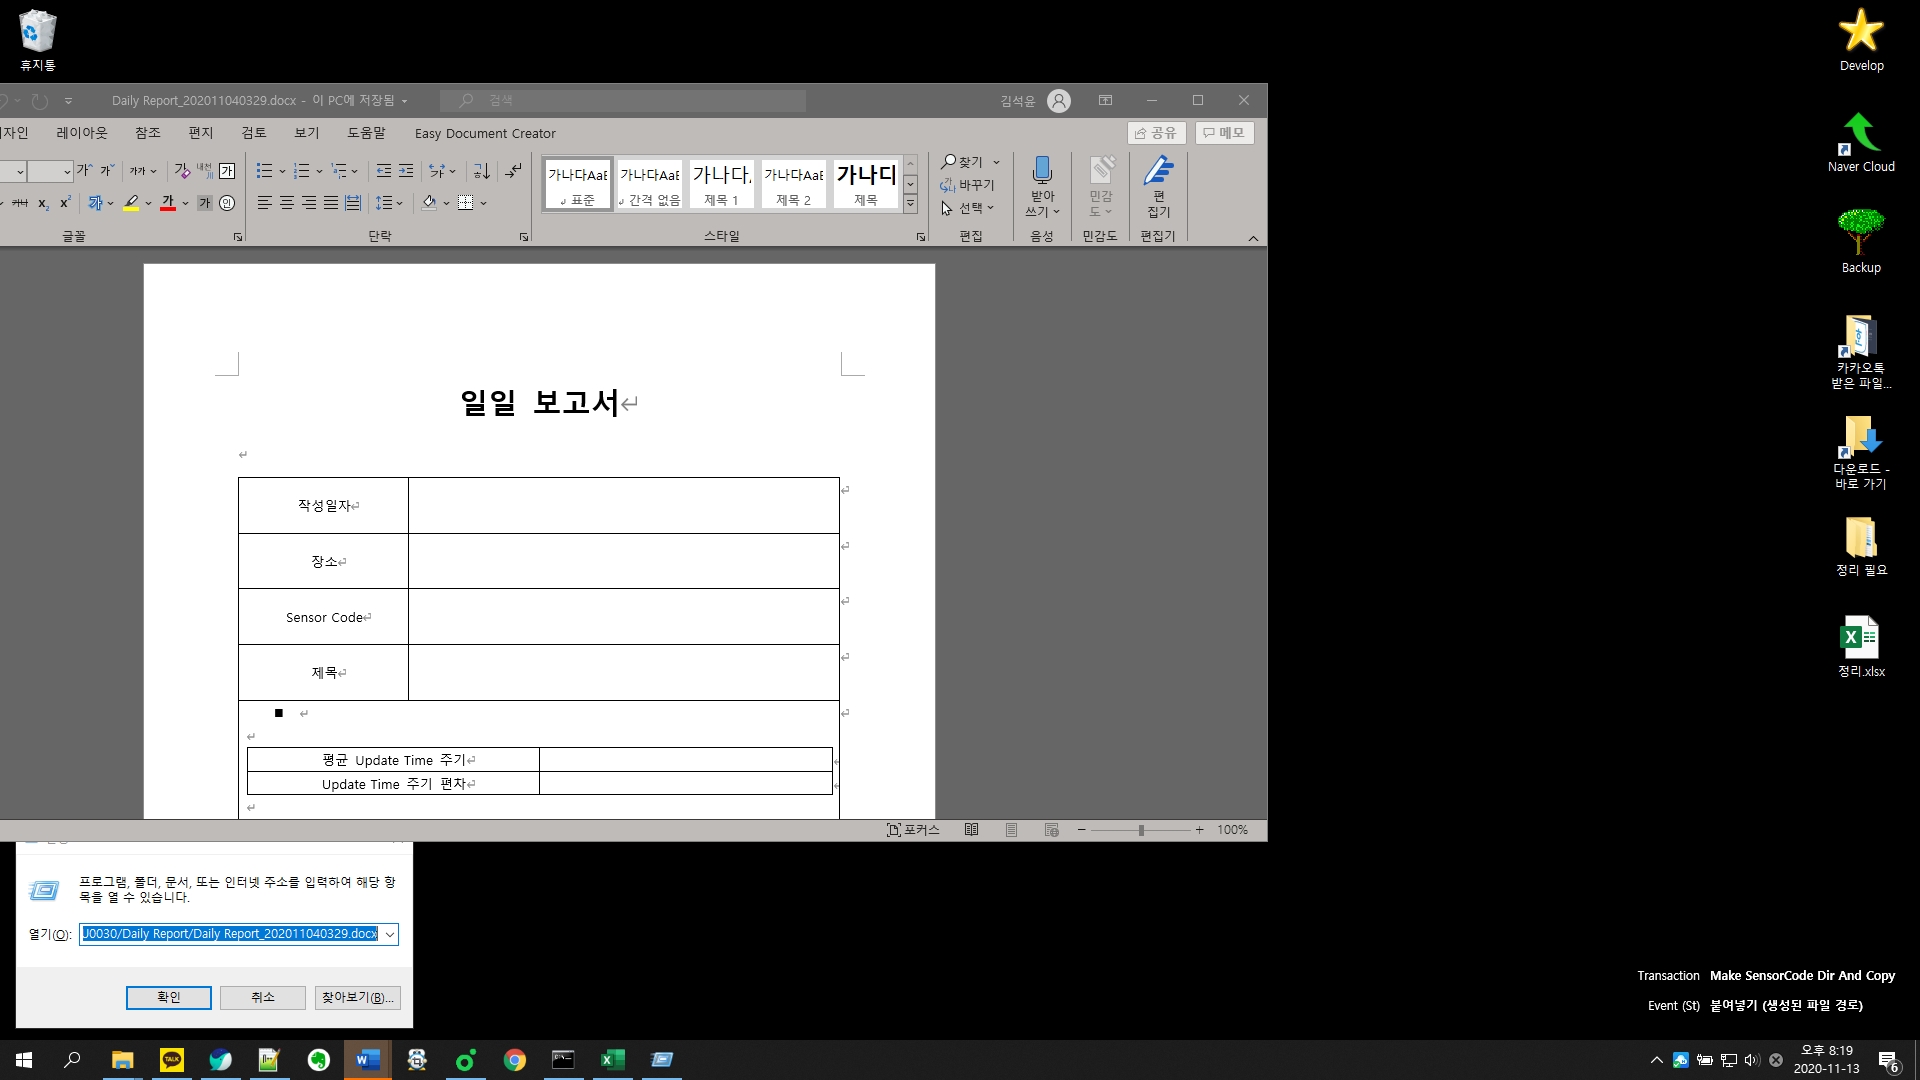 휴지통
Develop
Naver Cloud
Backup
카카오톡
받은 파일...
다운로드 -
바로 가기
정리 필요
정리.xlsx
Daily Report_202011040329.docx - 이 PC에 저장됨
검색
김석윤
자인 레이아웃 참조 편지 검토 보기 도움말 Easy Document Creator
공유 메모
가나다AaB 가나다AaB 가나다, 가나다AaB 가나다
표준 간격 없음 제목 1 제목 2 제목
찾기
바꾸기
선택
받아
쓰기
민감
도
편
집기
글꼴 단락 스타일 편집 음성 민감도 편집기
일일 보고서
작성일자
장소
Sensor Code
제목
평균 Update Time 주기
Update Time 주기 편차
포커스 100%
프로그램, 폴더, 문서, 또는 인터넷 주소를 입력하여 해당 항
목을 열 수 있습니다.
열기(O): J0030/Daily Report/Daily Report_202011040329.docx
확인 취소 찾아보기(B)...
Transaction Make SensorCode Dir And Copy
Event (St) 붙여넣기 (생성된 파일 경로)
TALK
오후 8:19
2020-11-13
6